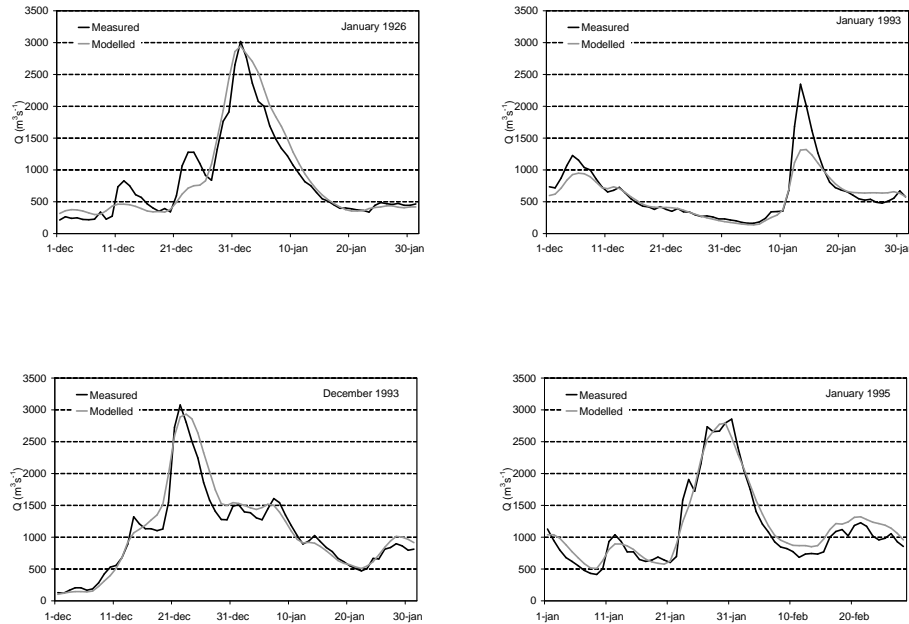 January 1926
Measured
Modelled
Q (m³s⁻¹)
3500
3000
2500
2000
1500
1000
500
0
1-dec 11-dec 21-dec 31-dec 10-jan 20-jan 30-jan
January 1993
Measured
Modelled
Q (m³s⁻¹)
3500
3000
2500
2000
1500
1000
500
0
1-dec 11-dec 21-dec 31-dec 10-jan 20-jan 30-jan
December 1993
Measured
Modelled
Q (m³s⁻¹)
3500
3000
2500
2000
1500
1000
500
0
1-dec 11-dec 21-dec 31-dec 10-jan 20-jan 30-jan
January 1995
Measured
Modelled
Q (m³s⁻¹)
3500
3000
2500
2000
1500
1000
500
0
1-jan 11-jan 21-jan 31-jan 10-feb 20-feb